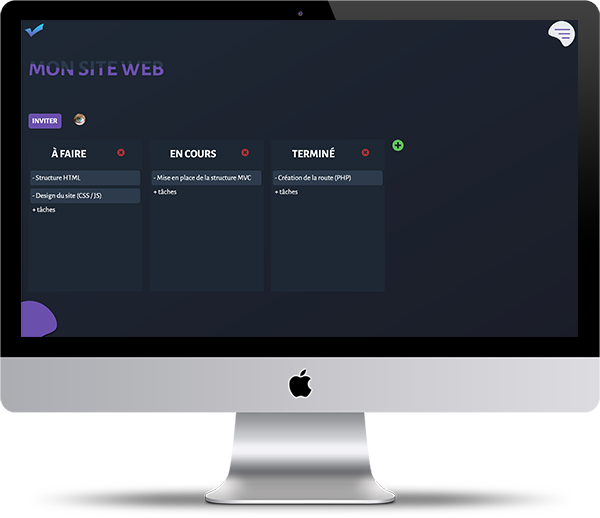 MON SITE WEB
INVITER
À FAIRE
- Structure HTML
- Design du site (CSS / JS)
+ tâches
EN COURS
- Mise en place de la structure MVC
+ tâches
TERMINÉ
- Création de la route (PHP)
+ tâches